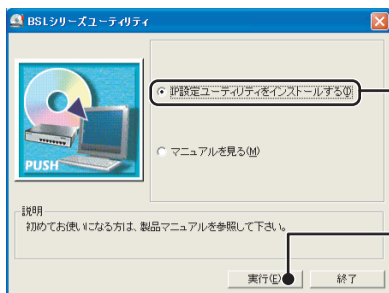 BSLシリーズユーティリティ
IP設定ユーティリティをインストールする(I)
マニュアルを見る(M)
PUSH
説明
初めてお使いになる方は、製品マニュアルを参照して下さい。
実行(E)
終了